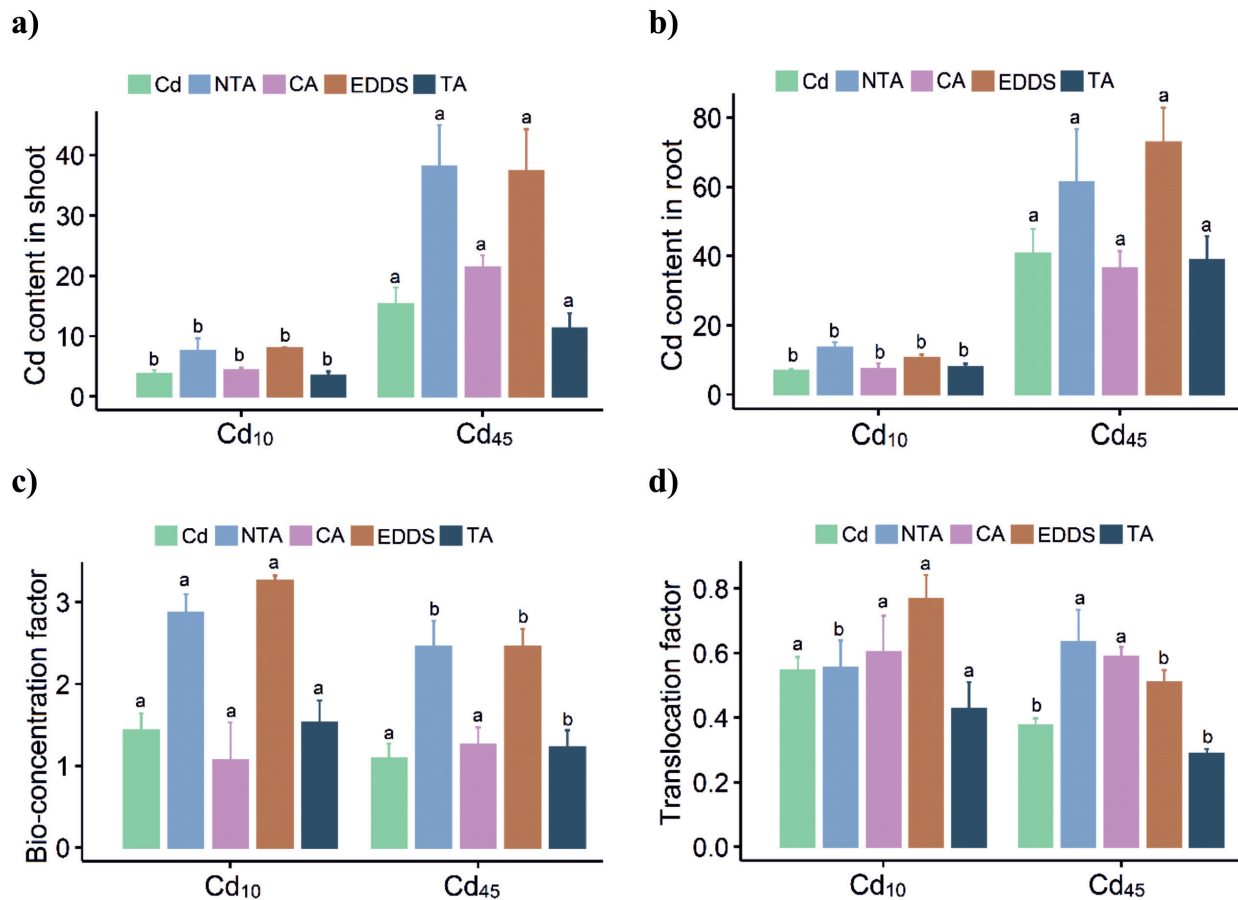 a)
Cd NTA CA EDDS TA
Cd content in shoot
40
30
20
10
0
b b b b b
a a a a a
Cd10 Cd45
b)
Cd NTA CA EDDS TA
Cd content in root
80
60
40
20
0
b b b b b
a a a a a
Cd10 Cd45
c)
Cd NTA CA EDDS TA
Bio-concentration factor
3
2
1
0
a a a a a
a b a b b
Cd10 Cd45
d)
Cd NTA CA EDDS TA
Translocation factor
0.8
0.6
0.4
0.2
0.0
a b a a a
b a a b b
Cd10 Cd45